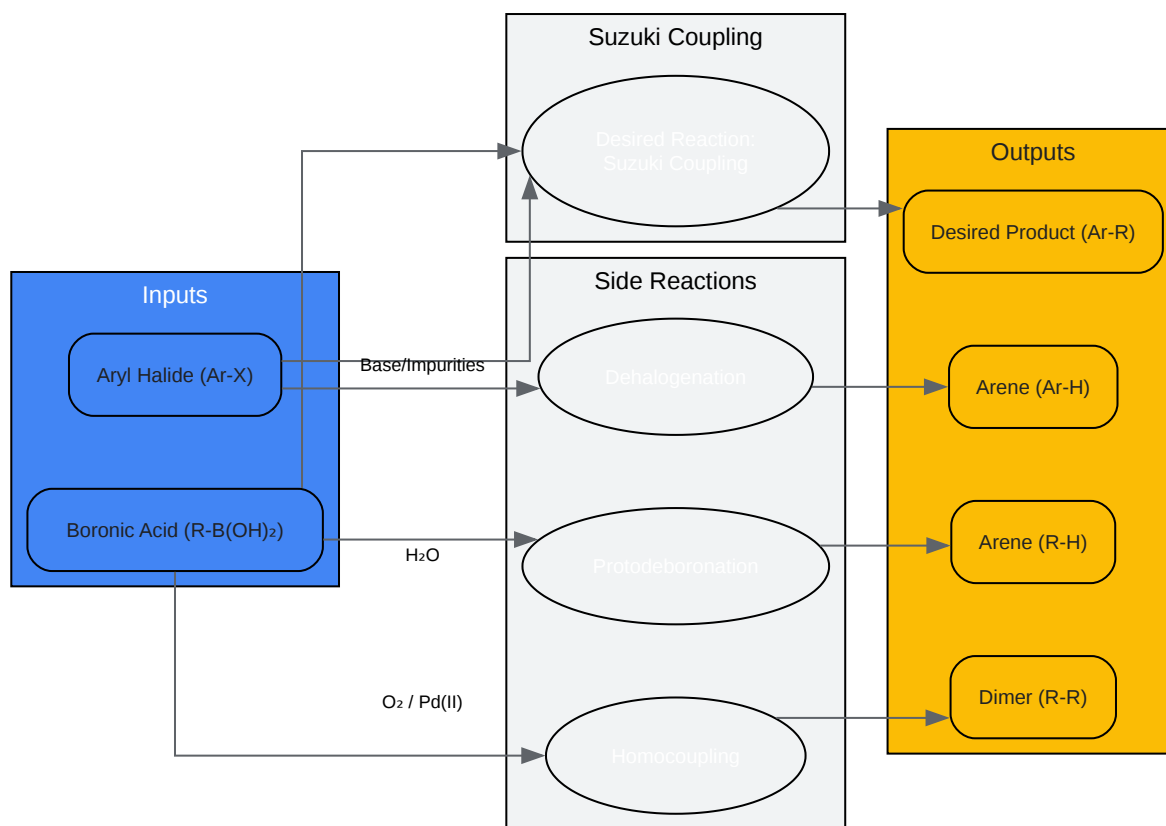 Suzuki Coupling
Desired Reaction:
Suzuki Coupling
Outputs
Desired Product (Ar-R)
Inputs
Side Reactions
Aryl Halide (Ar-X)
Base/Impurities
Dehalogenation
Arene (Ar-H)
Boronic Acid (R-B(OH)₂)
H₂O
Protodeboronation
Arene (R-H)
O₂ / Pd(II)
Homocoupling
Dimer (R-R)